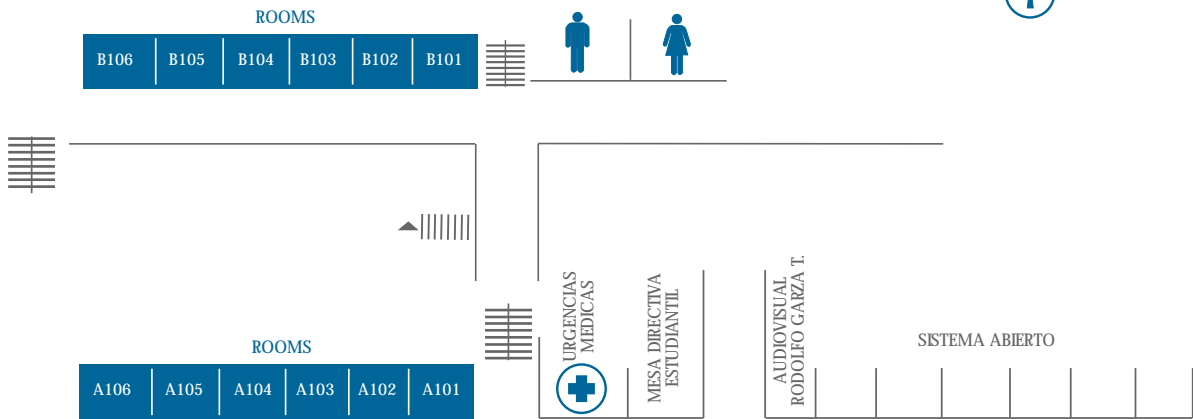 ROOMS
B106 B105 B104 B103 B102 B101
URGENCIAS
MEDICAS
MESA DIRECTIVA
ESTUDIANTIL
AUDIOVISUAL
RODOLFO GARZA T.
SISTEMA ABIERTO
ROOMS
A106 A105 A104 A103 A102 A101